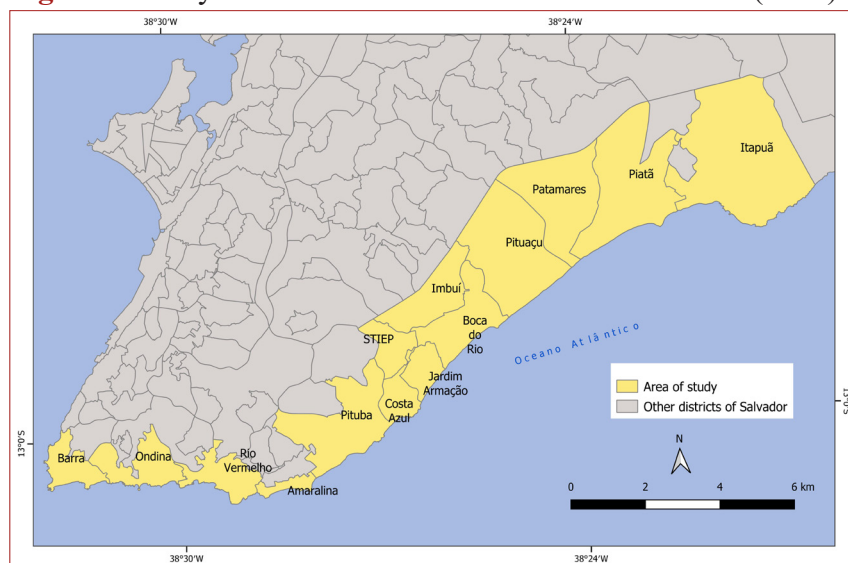 38°30'W 38°24'W
Itapuã
Piatã
Patamares
Pituaçu
Imbuí
Boca
do
Rio
STIEP
Oceano Atlântico
Jardim
Armação
Area of study
Other districts of Salvador
Costa
Azul
Pituba
13°0'S
13°0'S
Rio
Vermelho
Ondina
Barra
Amaralina
N
0 2 4 6 km
38°30'W 38°24'W